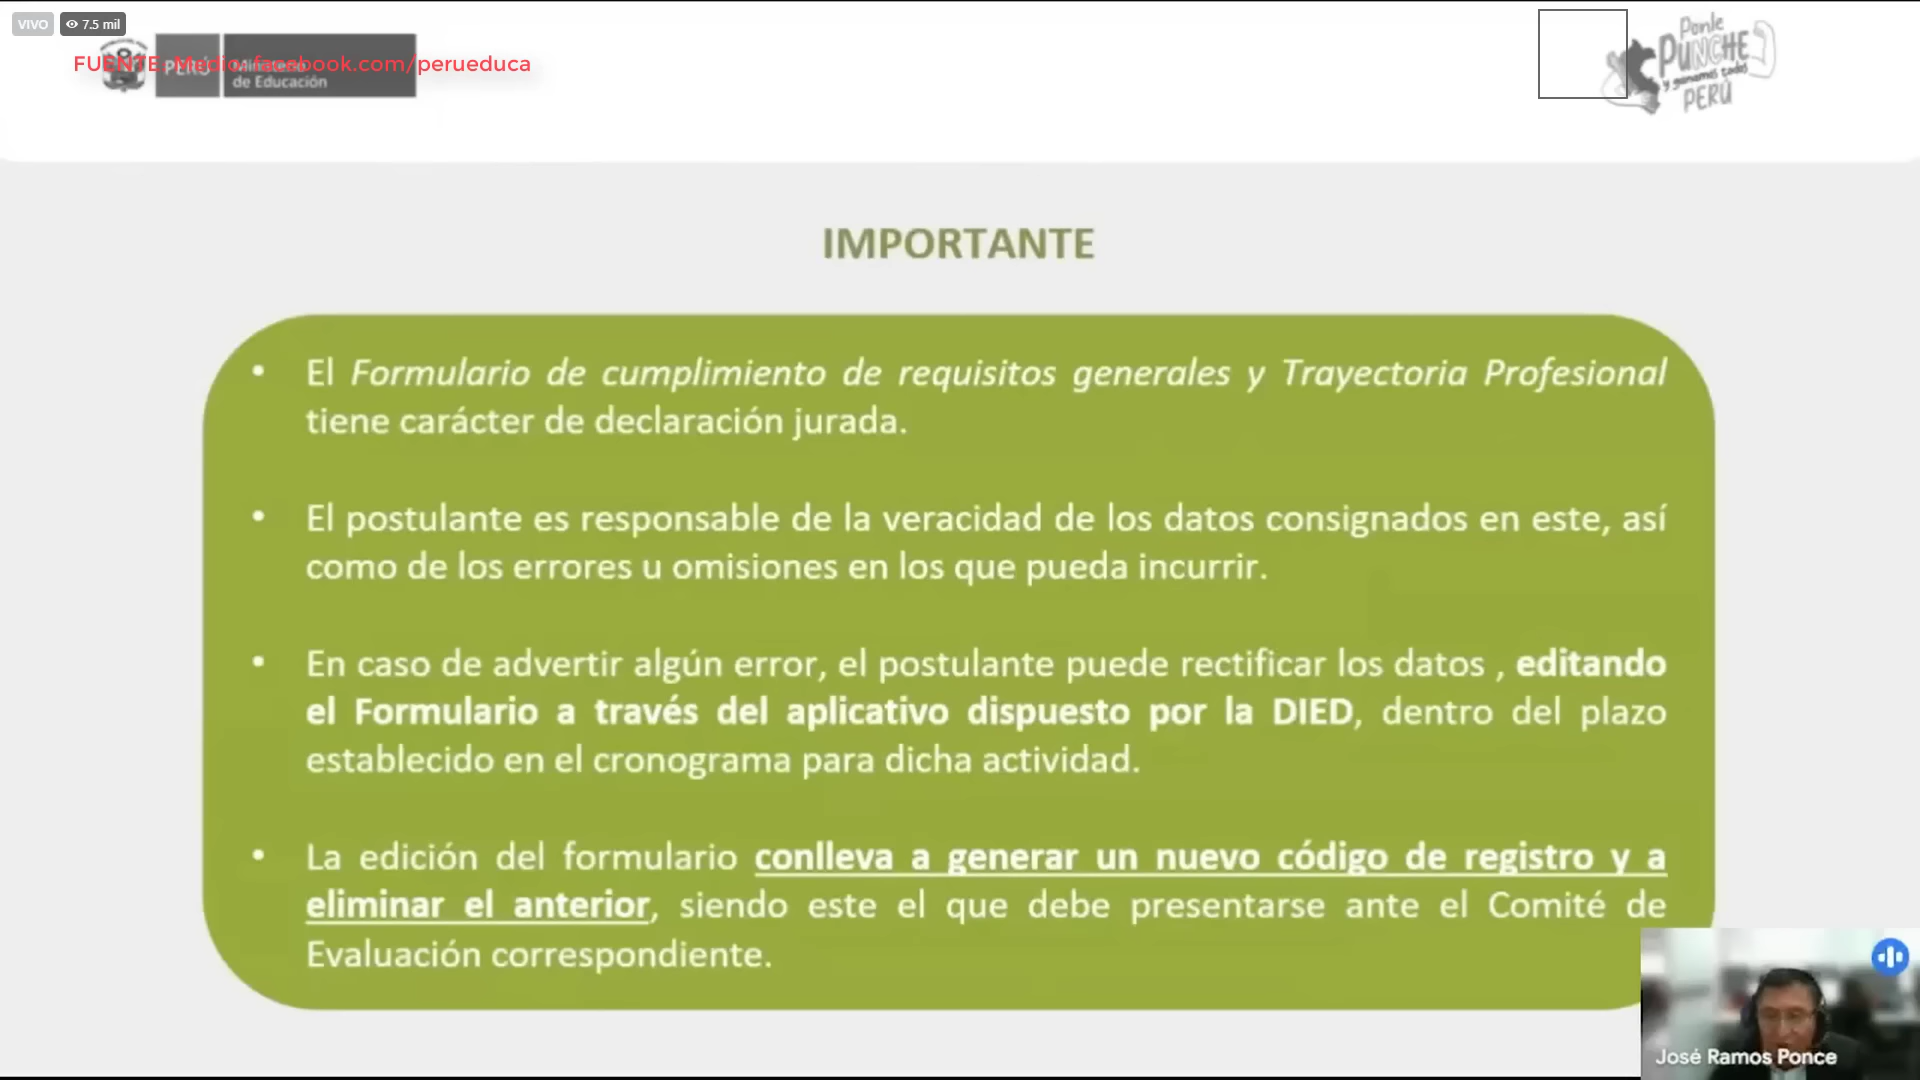 VIVO 7.5 mil
FUENTE: Medio: facebook.com/perueduca
PERÚ Ministerio
de Educación
Ponle
PUNCHE
y ganamos todos
PERÚ
IMPORTANTE
• El Formulario de cumplimiento de requisitos generales y Trayectoria Profesional
tiene carácter de declaración jurada.
• El postulante es responsable de la veracidad de los datos consignados en este, así
como de los errores u omisiones en los que pueda incurrir.
• En caso de advertir algún error, el postulante puede rectificar los datos , editando
el Formulario a través del aplicativo dispuesto por la DIED, dentro del plazo
establecido en el cronograma para dicha actividad.
• La edición del formulario conlleva a generar un nuevo código de registro y a
eliminar el anterior, siendo este el que debe presentarse ante el Comité de
Evaluación correspondiente.
José Ramos Ponce